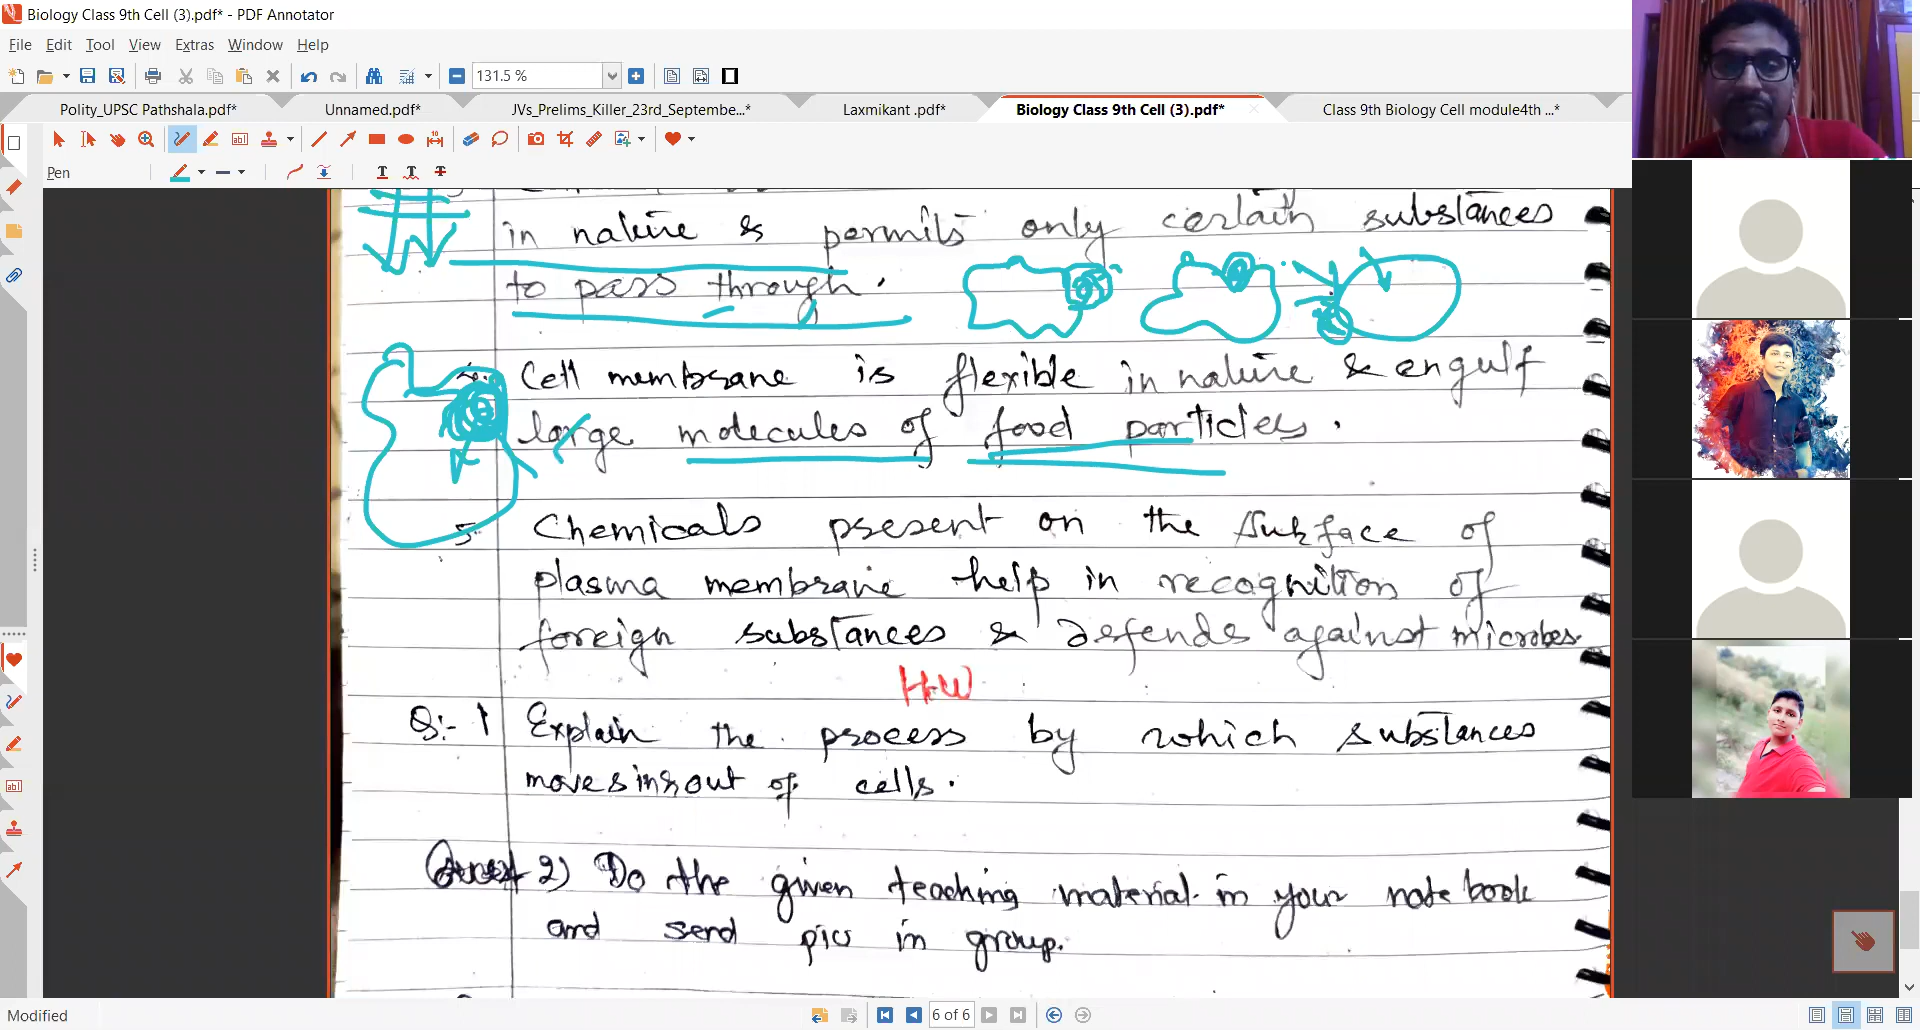 Biology Class 9th Cell (3).pdf* - PDF Annotator
File Edit Tool View Extras Window Help
131.5 %
Polity_UPSC Pathshala.pdf* Unnamed.pdf* JVs_Prelims_Killer_23rd_Septembe...* Laxmikant .pdf* Biology Class 9th Cell (3).pdf* Class 9th Biology Cell module4th ...*
Pen
in nature & permits only certain substances
to pass through.
4. Cell membrane is flexible in nature & engulf
large molecules of food particles.
5. Chemicals present on the surface of
plasma membrane help in recognition of
foreign substances & defends against microbes.
H.W
Q:- 1 Explain the process by which substances
moves in & out of cells.
Quest 2) Do the given teaching material in your note book
and send pics in group.
Modified
6 of 6